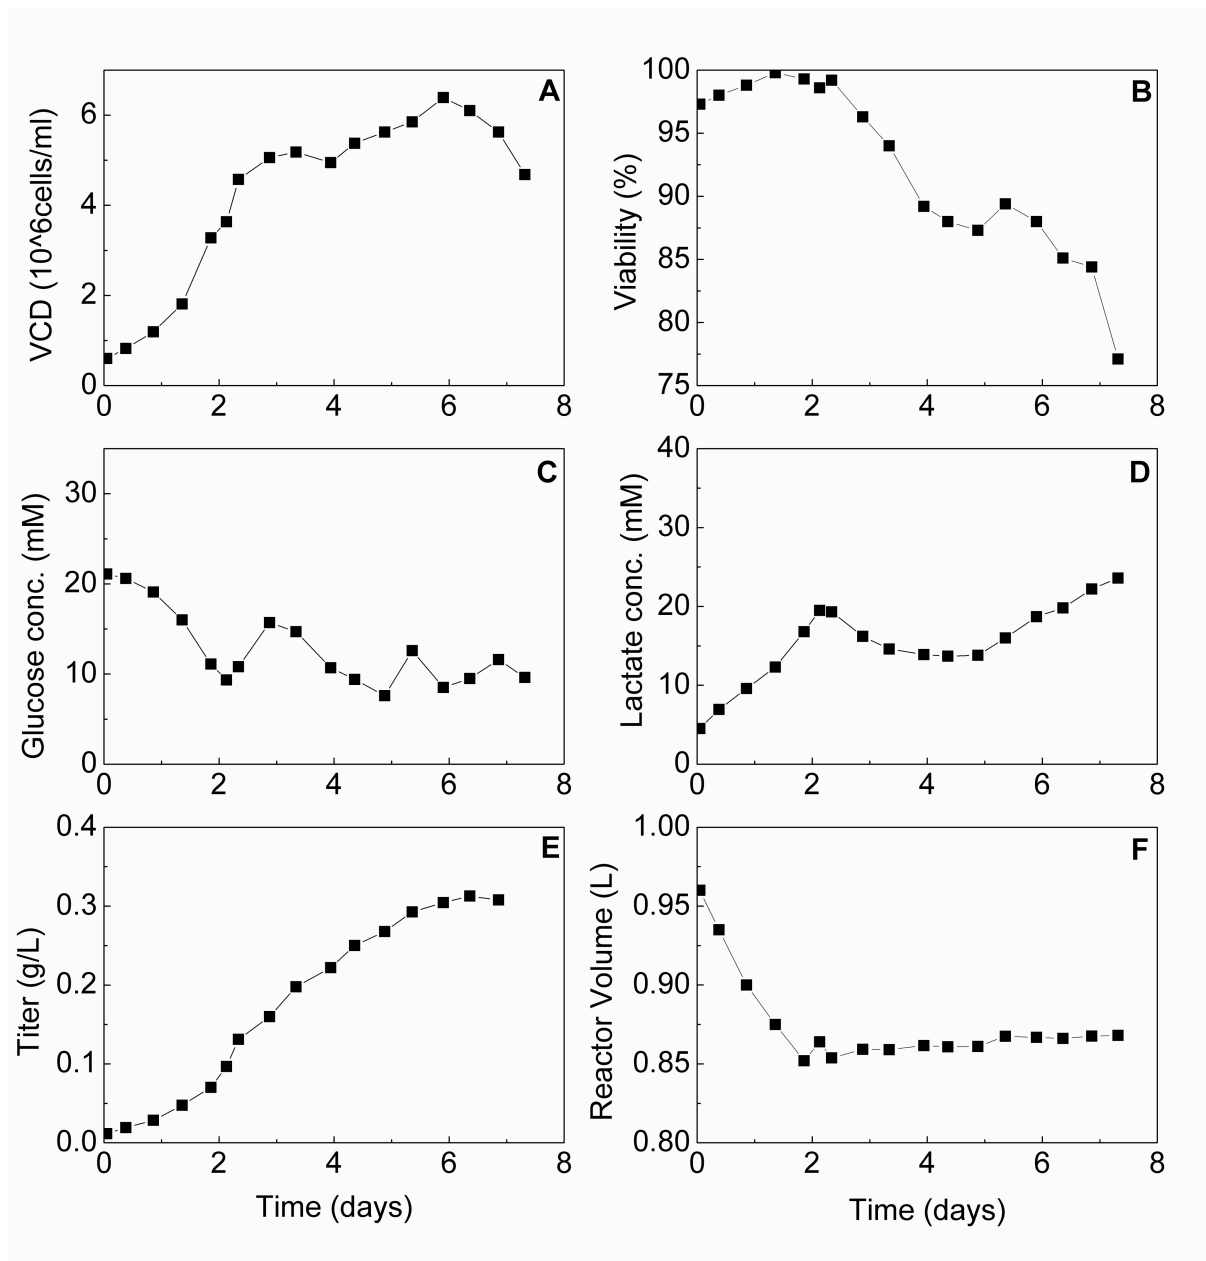 A
VCD (10^6cells/ml)
6
4
2
0
0 2 4 6 8
B
Viability (%)
100
95
90
85
80
75
0 2 4 6 8
C
Glucose conc. (mM)
30
20
10
0
0 2 4 6 8
D
Lactate conc. (mM)
40
30
20
10
0
0 2 4 6 8
E
Titer (g/L)
0.4
0.3
0.2
0.1
0.0
0 2 4 6 8
Time (days)
F
Reactor Volume (L)
1.00
0.95
0.90
0.85
0.80
0 2 4 6 8
Time (days)